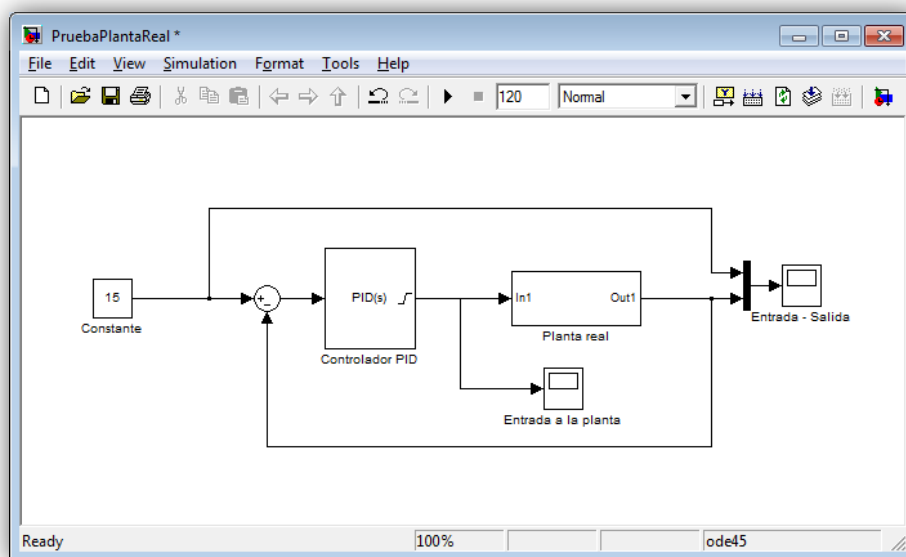 PruebaPlantaReal *
File Edit View Simulation Format Tools Help
120 Normal
15
Constante
+
-
PID(s)
Controlador PID
In1 Out1
Planta real
Entrada - Salida
Entrada a la planta
Ready 100% ode45